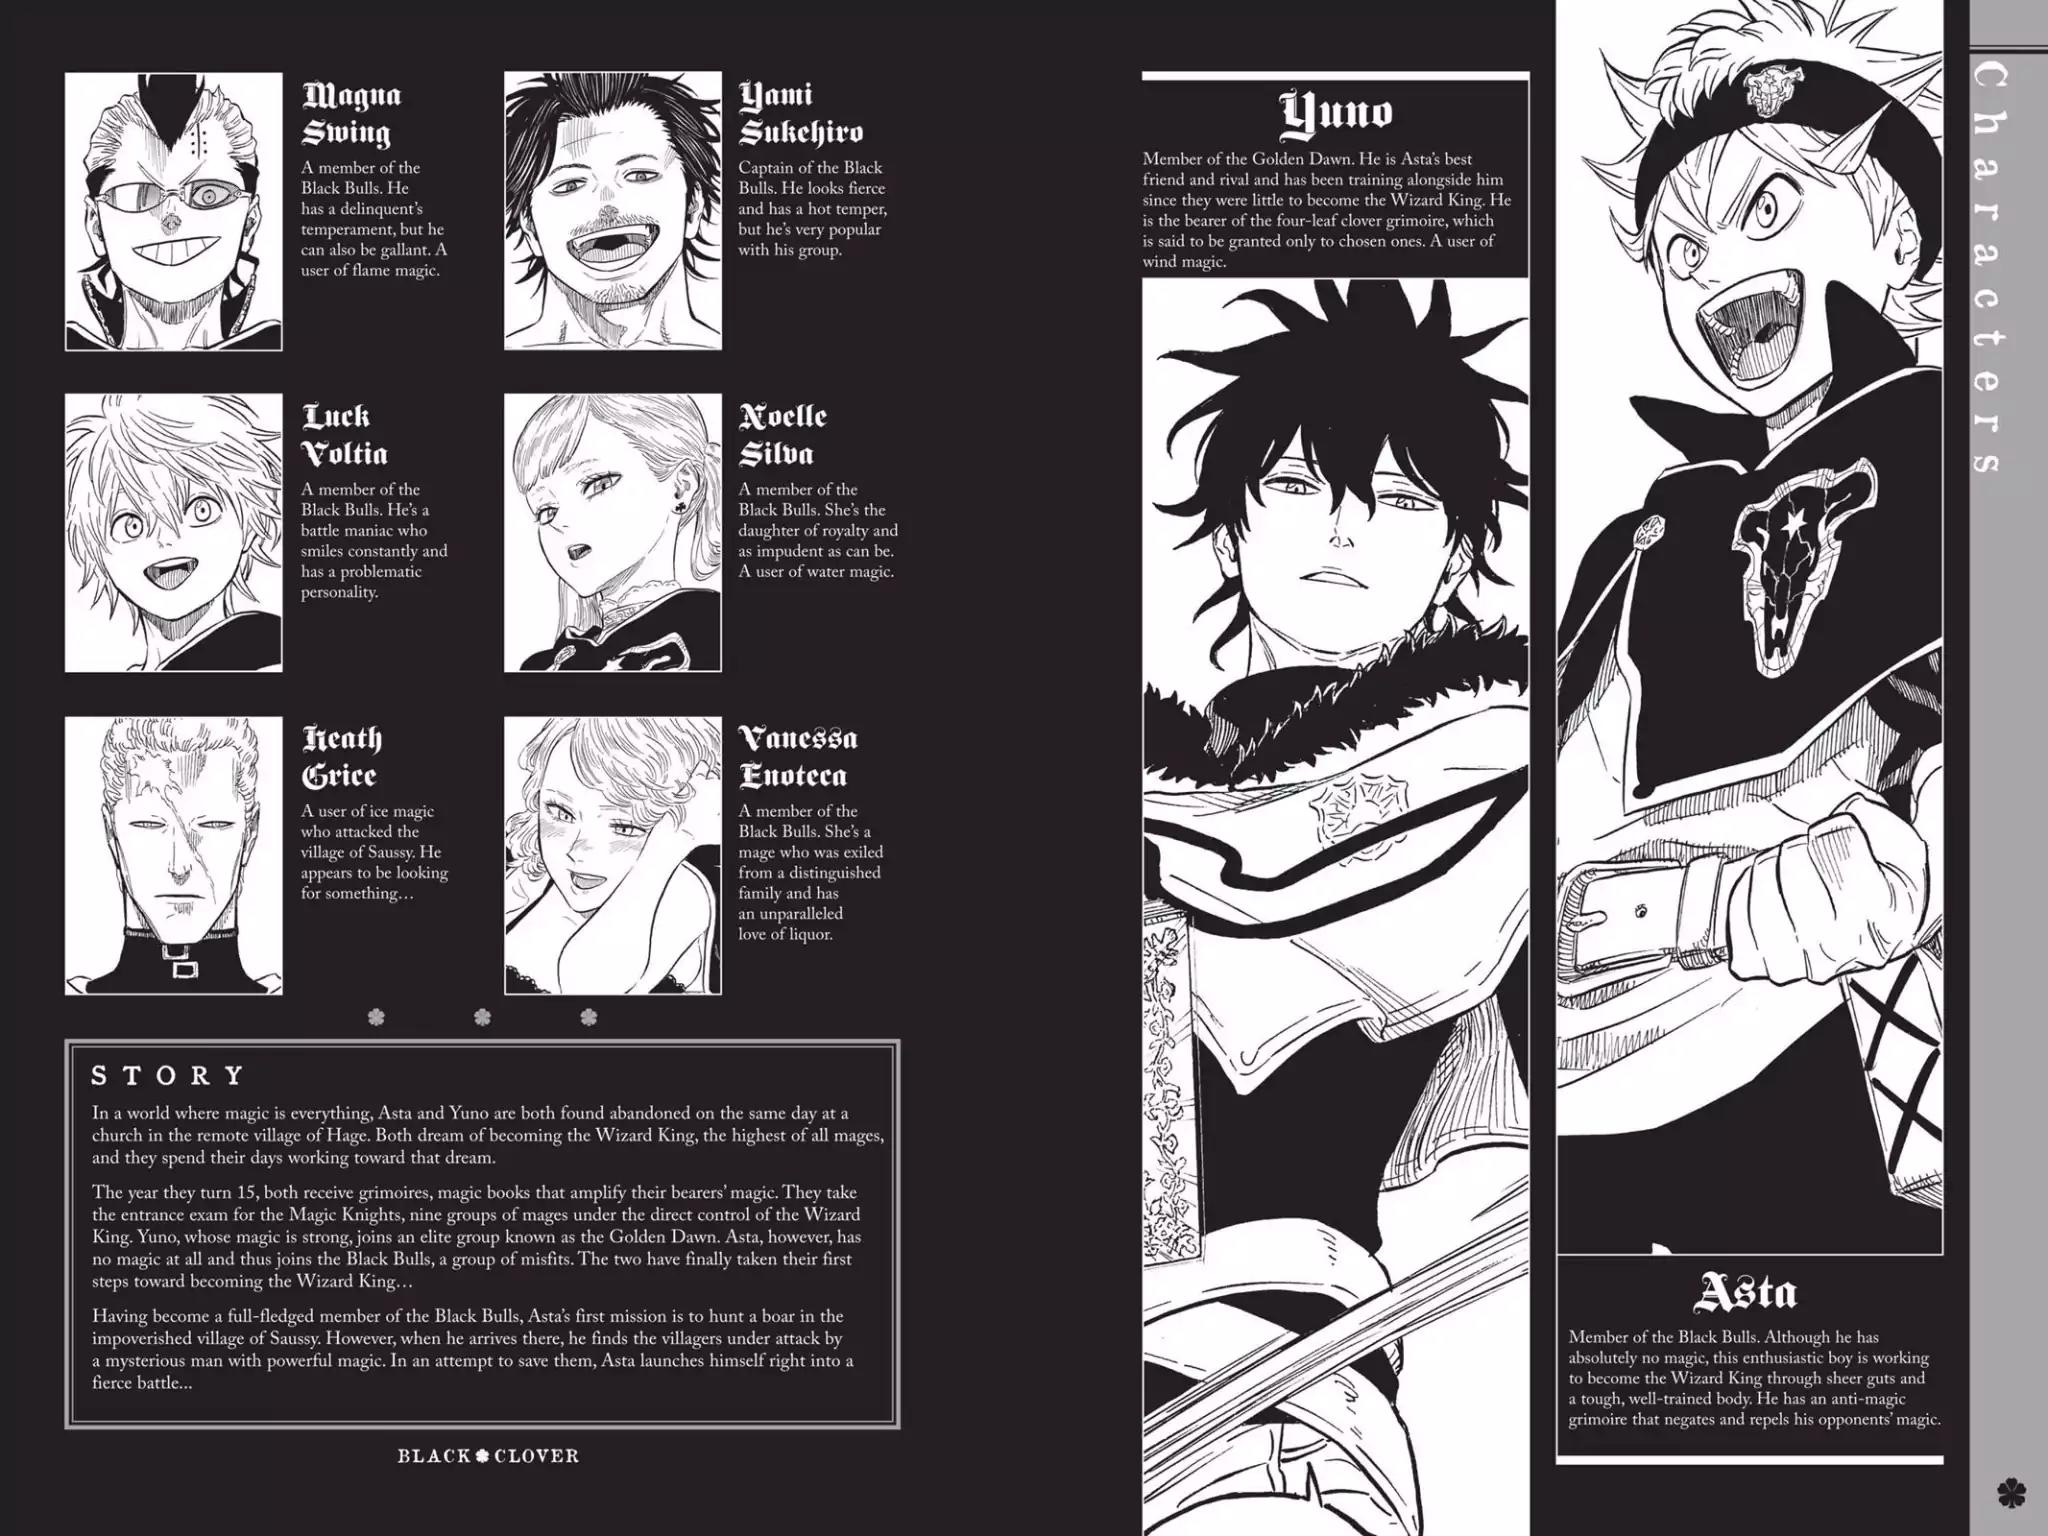 Characters
Yuno
Member of the Golden Dawn. He is Asta's best
friend and rival and has been training alongside him
since they were little to become the Wizard King. He
is the bearer of the four-leaf clover grimoire, which
is said to be granted only to chosen ones. A user of
wind magic.
Asta
Member of the Black Bulls. Although he has
absolutely no magic, this enthusiastic boy is working
to become the Wizard King through sheer guts and
a tough, well-trained body. He has an anti-magic
grimoire that negates and repels his opponents' magic.
Magna
Swing
A member of the
Black Bulls. He
has a delinquent's
temperament, but he
can also be gallant. A
user of flame magic.
Yami
Sukehiro
Captain of the Black
Bulls. He looks fierce
and has a hot temper,
but he's very popular
with his group.
Luck
Voltia
A member of the
Black Bulls. He's a
battle maniac who
smiles constantly and
has a problematic
personality.
Noelle
Silva
A member of the
Black Bulls. She's the
daughter of royalty and
as impudent as can be.
A user of water magic.
Heath
Grice
A user of ice magic
who attacked the
village of Saussy. He
appears to be looking
for something…
Vanessa
Enoteca
A member of the
Black Bulls. She's a
mage who was exiled
from a distinguished
family and has
an unparalleled
love of liquor.
STORY
In a world where magic is everything, Asta and Yuno are both found abandoned on the same day at a
church in the remote village of Hage. Both dream of becoming the Wizard King, the highest of all mages,
and they spend their days working toward that dream.
The year they turn 15, both receive grimoires, magic books that amplify their bearers' magic. They take
the entrance exam for the Magic Knights, nine groups of mages under the direct control of the Wizard
King. Yuno, whose magic is strong, joins an elite group known as the Golden Dawn. Asta, however, has
no magic at all and thus joins the Black Bulls, a group of misfits. The two have finally taken their first
steps toward becoming the Wizard King…
Having become a full-fledged member of the Black Bulls, Asta's first mission is to hunt a boar in the
impoverished village of Saussy. However, when he arrives there, he finds the villagers under attack by
a mysterious man with powerful magic. In an attempt to save them, Asta launches himself right into a
fierce battle...
BLACK CLOVER